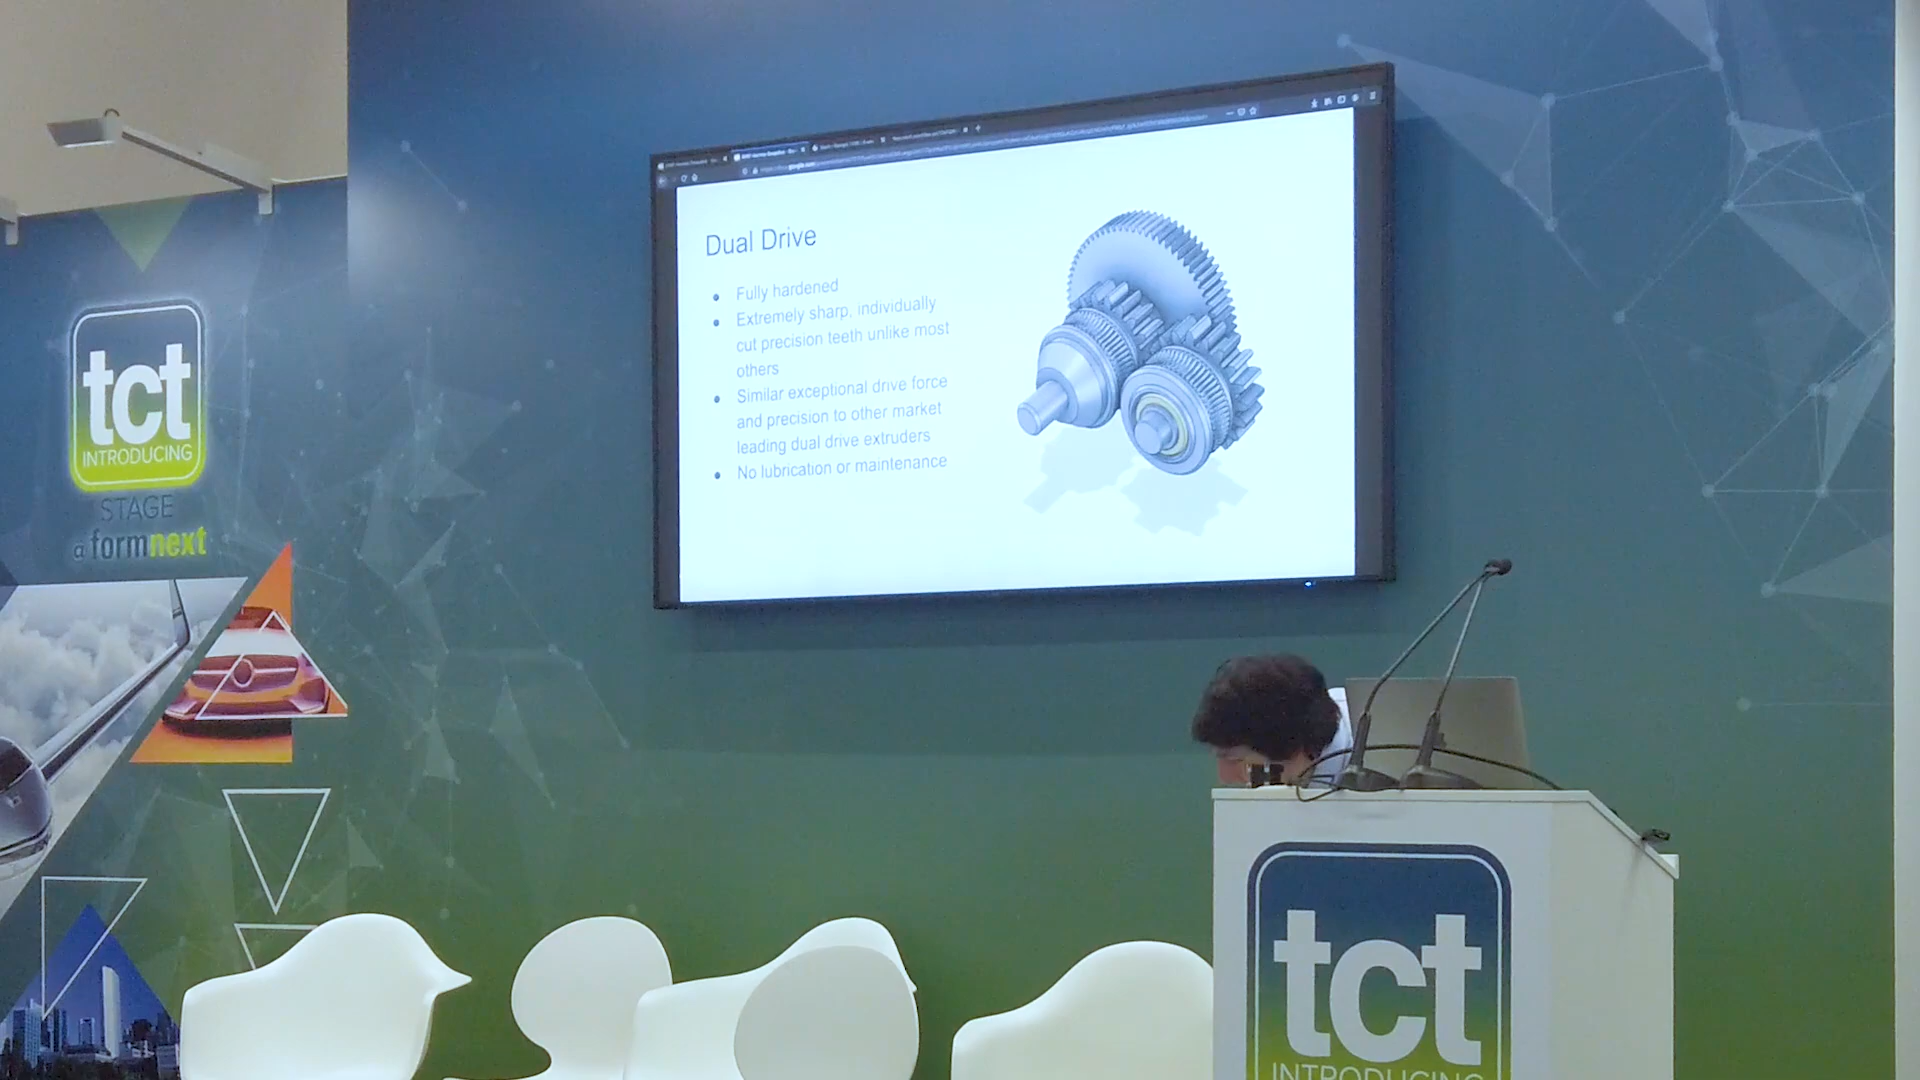 Dual Drive
Fully hardened
Extremely sharp, individually
cut precision teeth unlike most
others
Similar exceptional drive force
and precision to other market
leading dual drive extruders
No lubrication or maintenance
tct
INTRODUCING
STAGE
@ formnext
tct
INTRODUCING